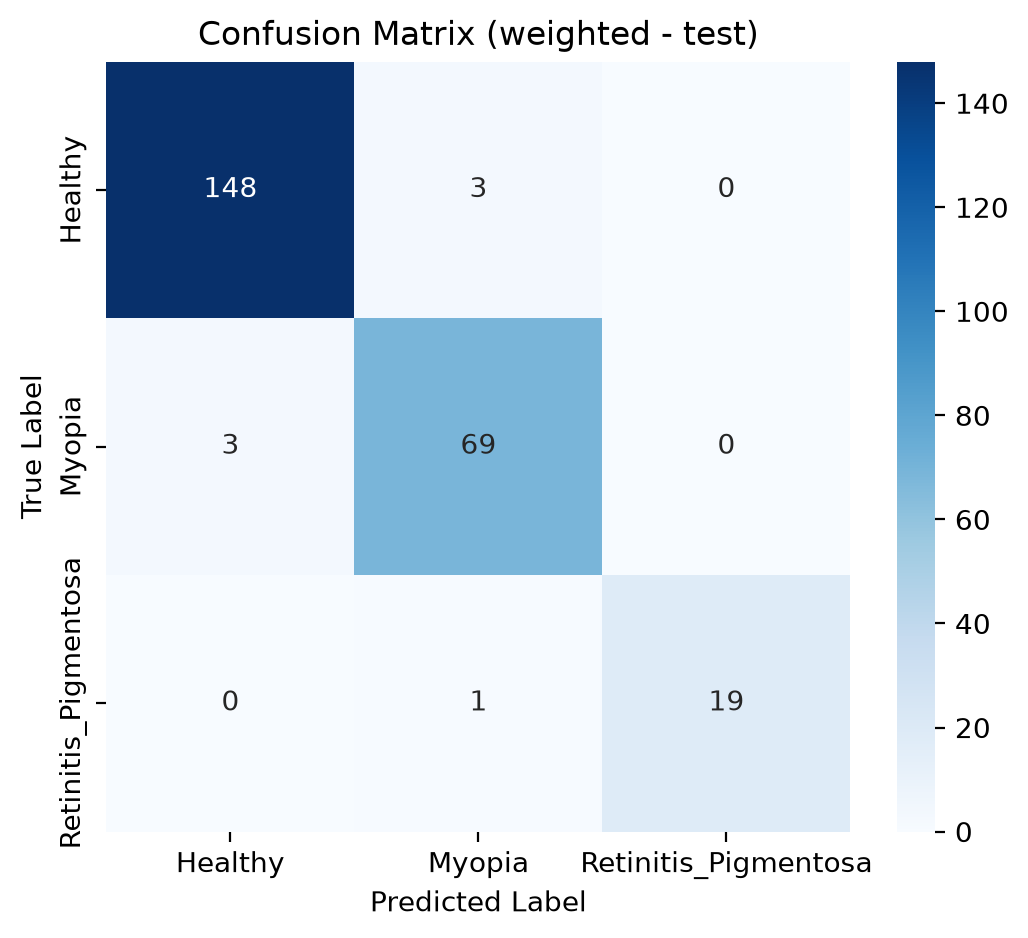 Confusion Matrix (weighted - test)
True Label
Healthy
148
3
0
Myopia
3
69
0
Retinitis_Pigmentosa
0
1
19
Healthy
Myopia
Retinitis_Pigmentosa
Predicted Label
140
120
100
80
60
40
20
0